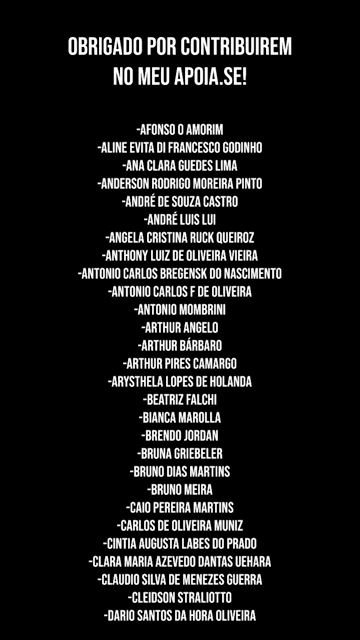 OBRIGADO POR CONTRIBUIREM
NO MEU APOIA.SE!
-AFONSO O AMORIM
-ALINE EVITA DI FRANCESCO GODINHO
-ANA CLARA GUEDES LIMA
-ANDERSON RODRIGO MOREIRA PINTO
-ANDRÉ DE SOUZA CASTRO
-ANDRÉ LUIS LUI
-ANGELA CRISTINA RUCK QUEIROZ
-ANTHONY LUIZ DE OLIVEIRA VIEIRA
-ANTONIO CARLOS BREGENSK DO NASCIMENTO
-ANTONIO CARLOS F DE OLIVEIRA
-ANTONIO MOMBRINI
-ARTHUR ANGELO
-ARTHUR BÁRBARO
-ARTHUR PIRES CAMARGO
-ARYSTHELA LOPES DE HOLANDA
-BEATRIZ FALCHI
-BIANCA MAROLLA
-BRENDO JORDAN
-BRUNA GRIEBELER
-BRUNO DIAS MARTINS
-BRUNO MEIRA
-CAIO PEREIRA MARTINS
-CARLOS DE OLIVEIRA MUNIZ
-CINTIA AUGUSTA LABES DO PRADO
-CLARA MARIA AZEVEDO DANTAS UEHARA
-CLAUDIO SILVA DE MENEZES GUERRA
-CLEIDSON STRALIOTTO
-DARIO SANTOS DA HORA OLIVEIRA